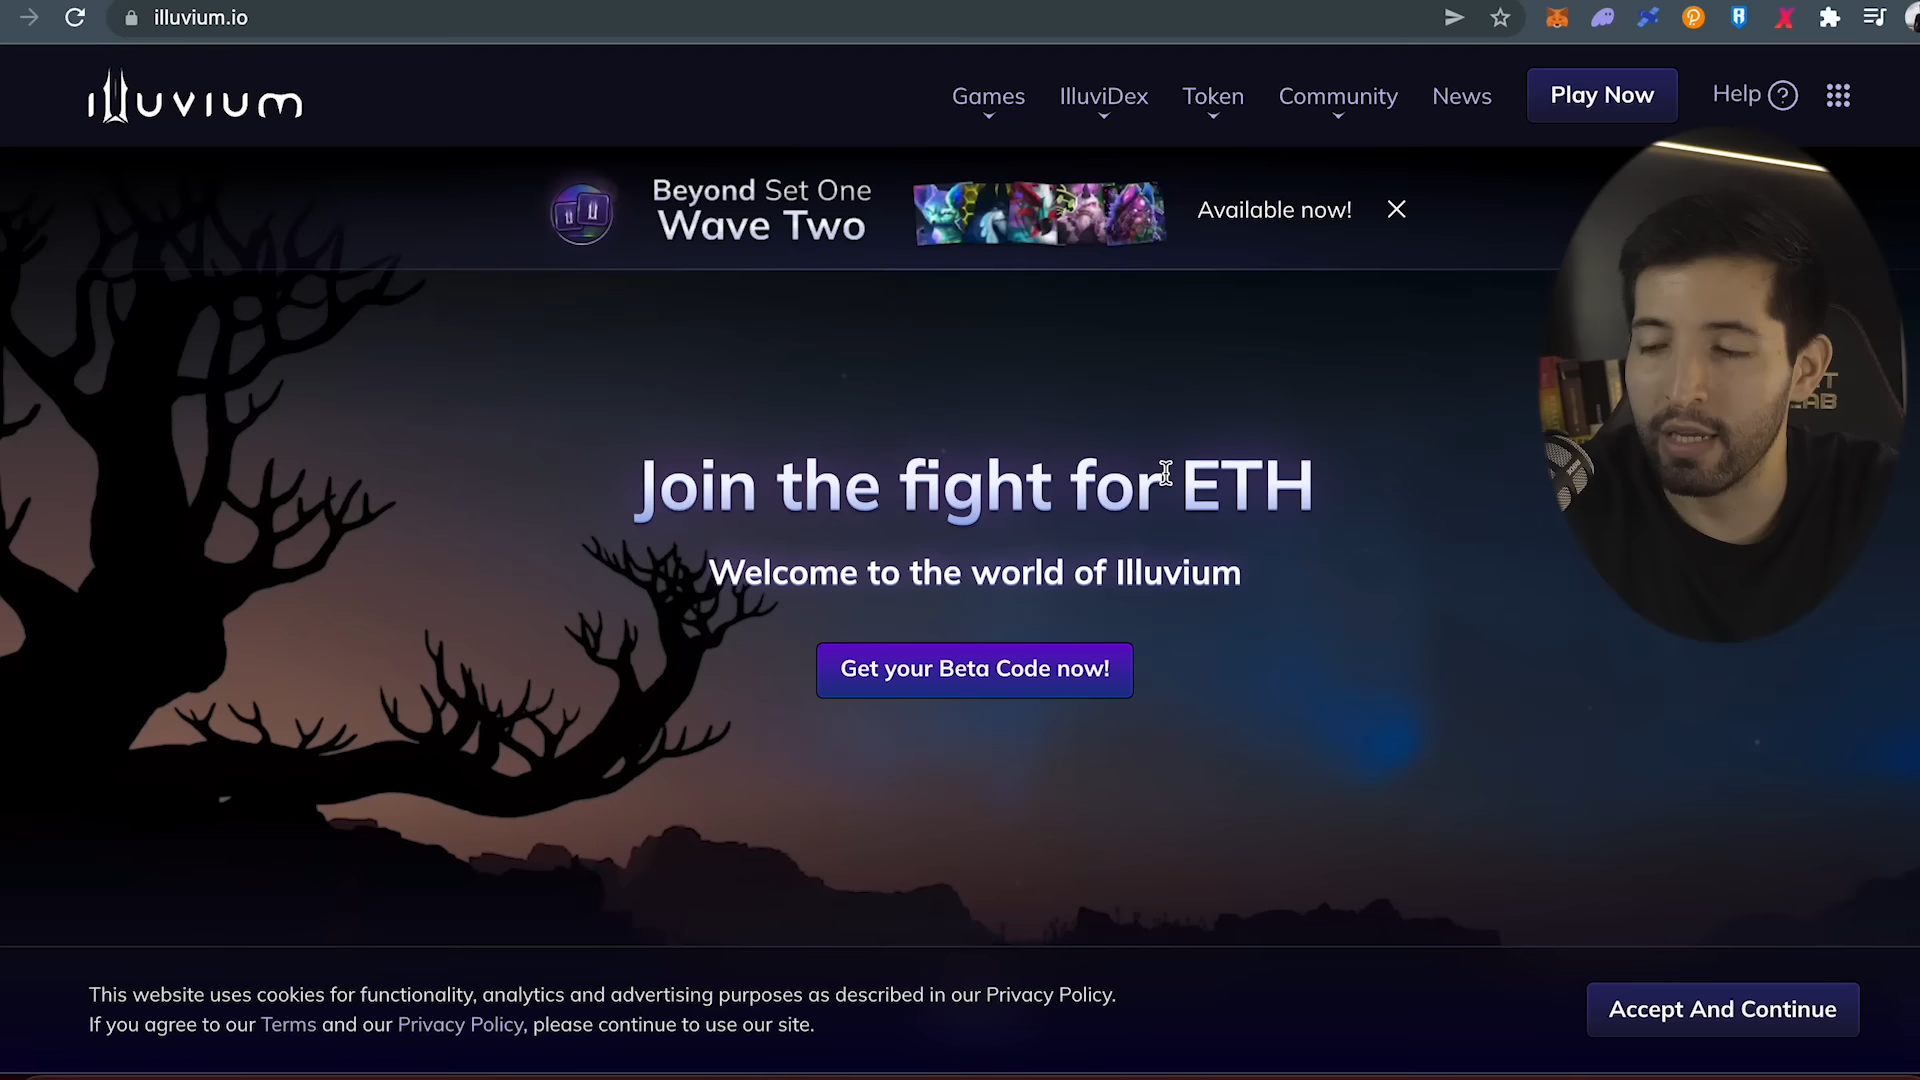 illuvium.io
illuvium
Games
IlluviDex
Token
Community
News
Play Now
Help ?
Beyond Set One
Wave Two
Available now!
Join the fight for ETH
Welcome to the world of Illuvium
Get your Beta Code now!
This website uses cookies for functionality, analytics and advertising purposes as described in our Privacy Policy.
If you agree to our Terms and our Privacy Policy, please continue to use our site.
Accept And Continue